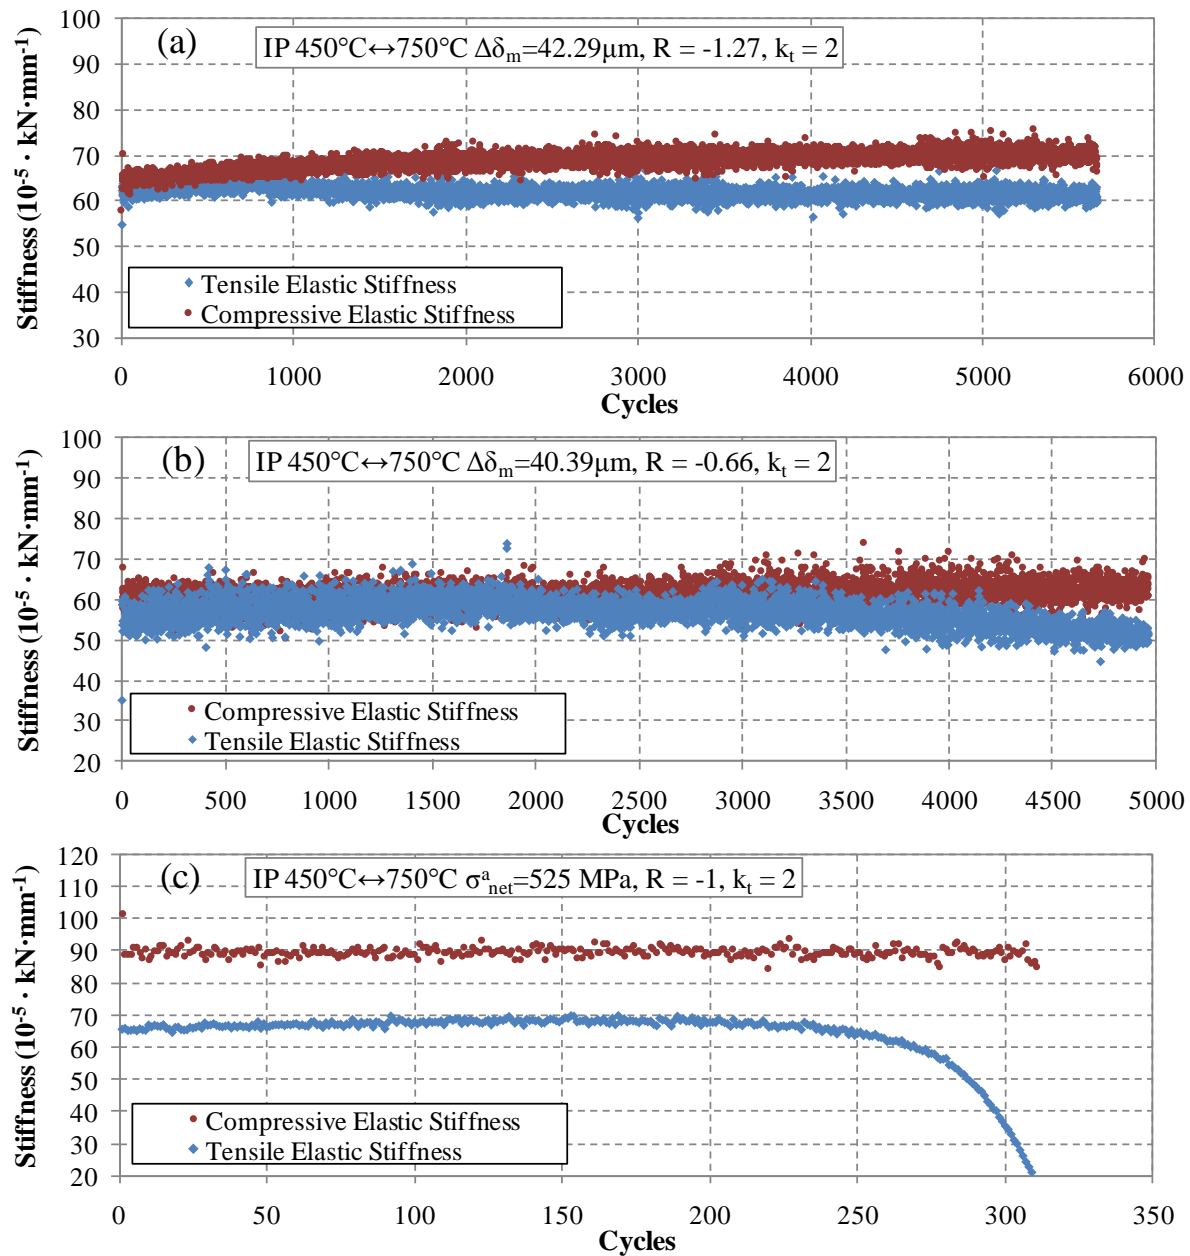 100
(a)
IP 450°C↔750°C Δδm=42.29μm, R = -1.27, kt = 2
90
80
70
60
50
40
30
Stiffness (10-5 · kN·mm-1)
Tensile Elastic Stiffness
Compressive Elastic Stiffness
0 1000 2000 3000 4000 5000 6000
Cycles
100
(b)
IP 450°C↔750°C Δδm=40.39μm, R = -0.66, kt = 2
90
80
70
60
50
40
30
20
Stiffness (10-5 · kN·mm-1)
Compressive Elastic Stiffness
Tensile Elastic Stiffness
0 500 1000 1500 2000 2500 3000 3500 4000 4500 5000
Cycles
120
(c)
IP 450°C↔750°C σanet=525 MPa, R = -1, kt = 2
110
100
90
80
70
60
50
40
30
20
Stiffness (10-5 · kN·mm-1)
Compressive Elastic Stiffness
Tensile Elastic Stiffness
0 50 100 150 200 250 300 350
Cycles